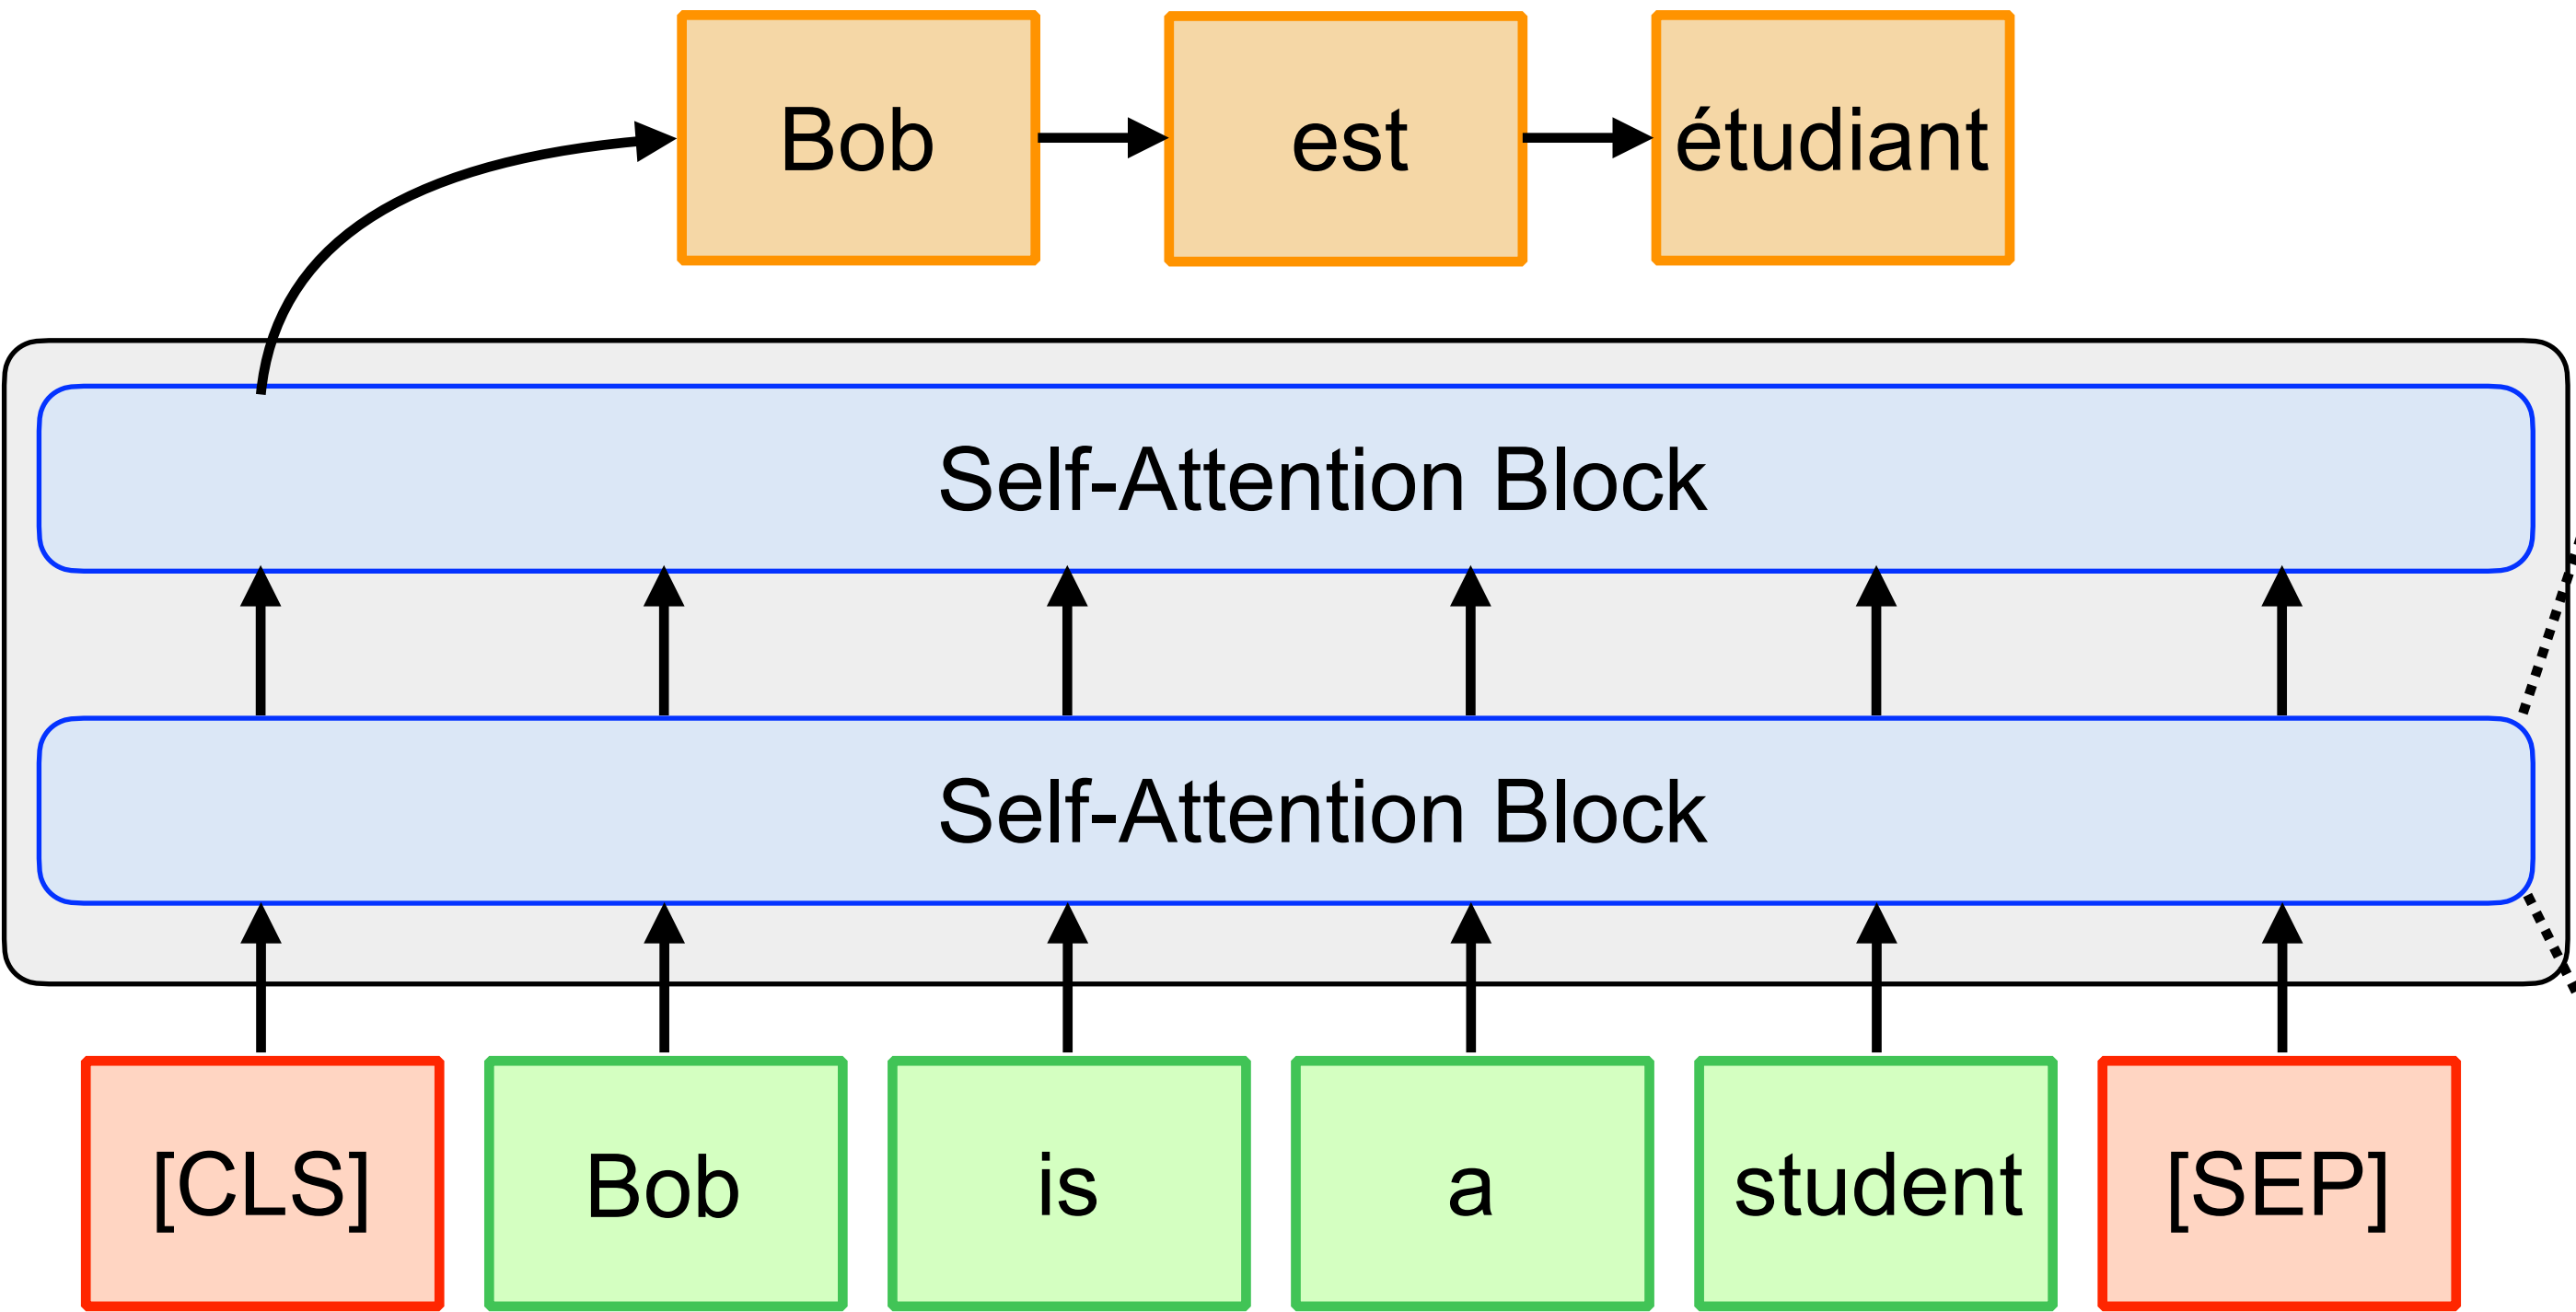 Bob est étudiant
Self-Attention Block
Self-Attention Block
[CLS] Bob is a student [SEP]